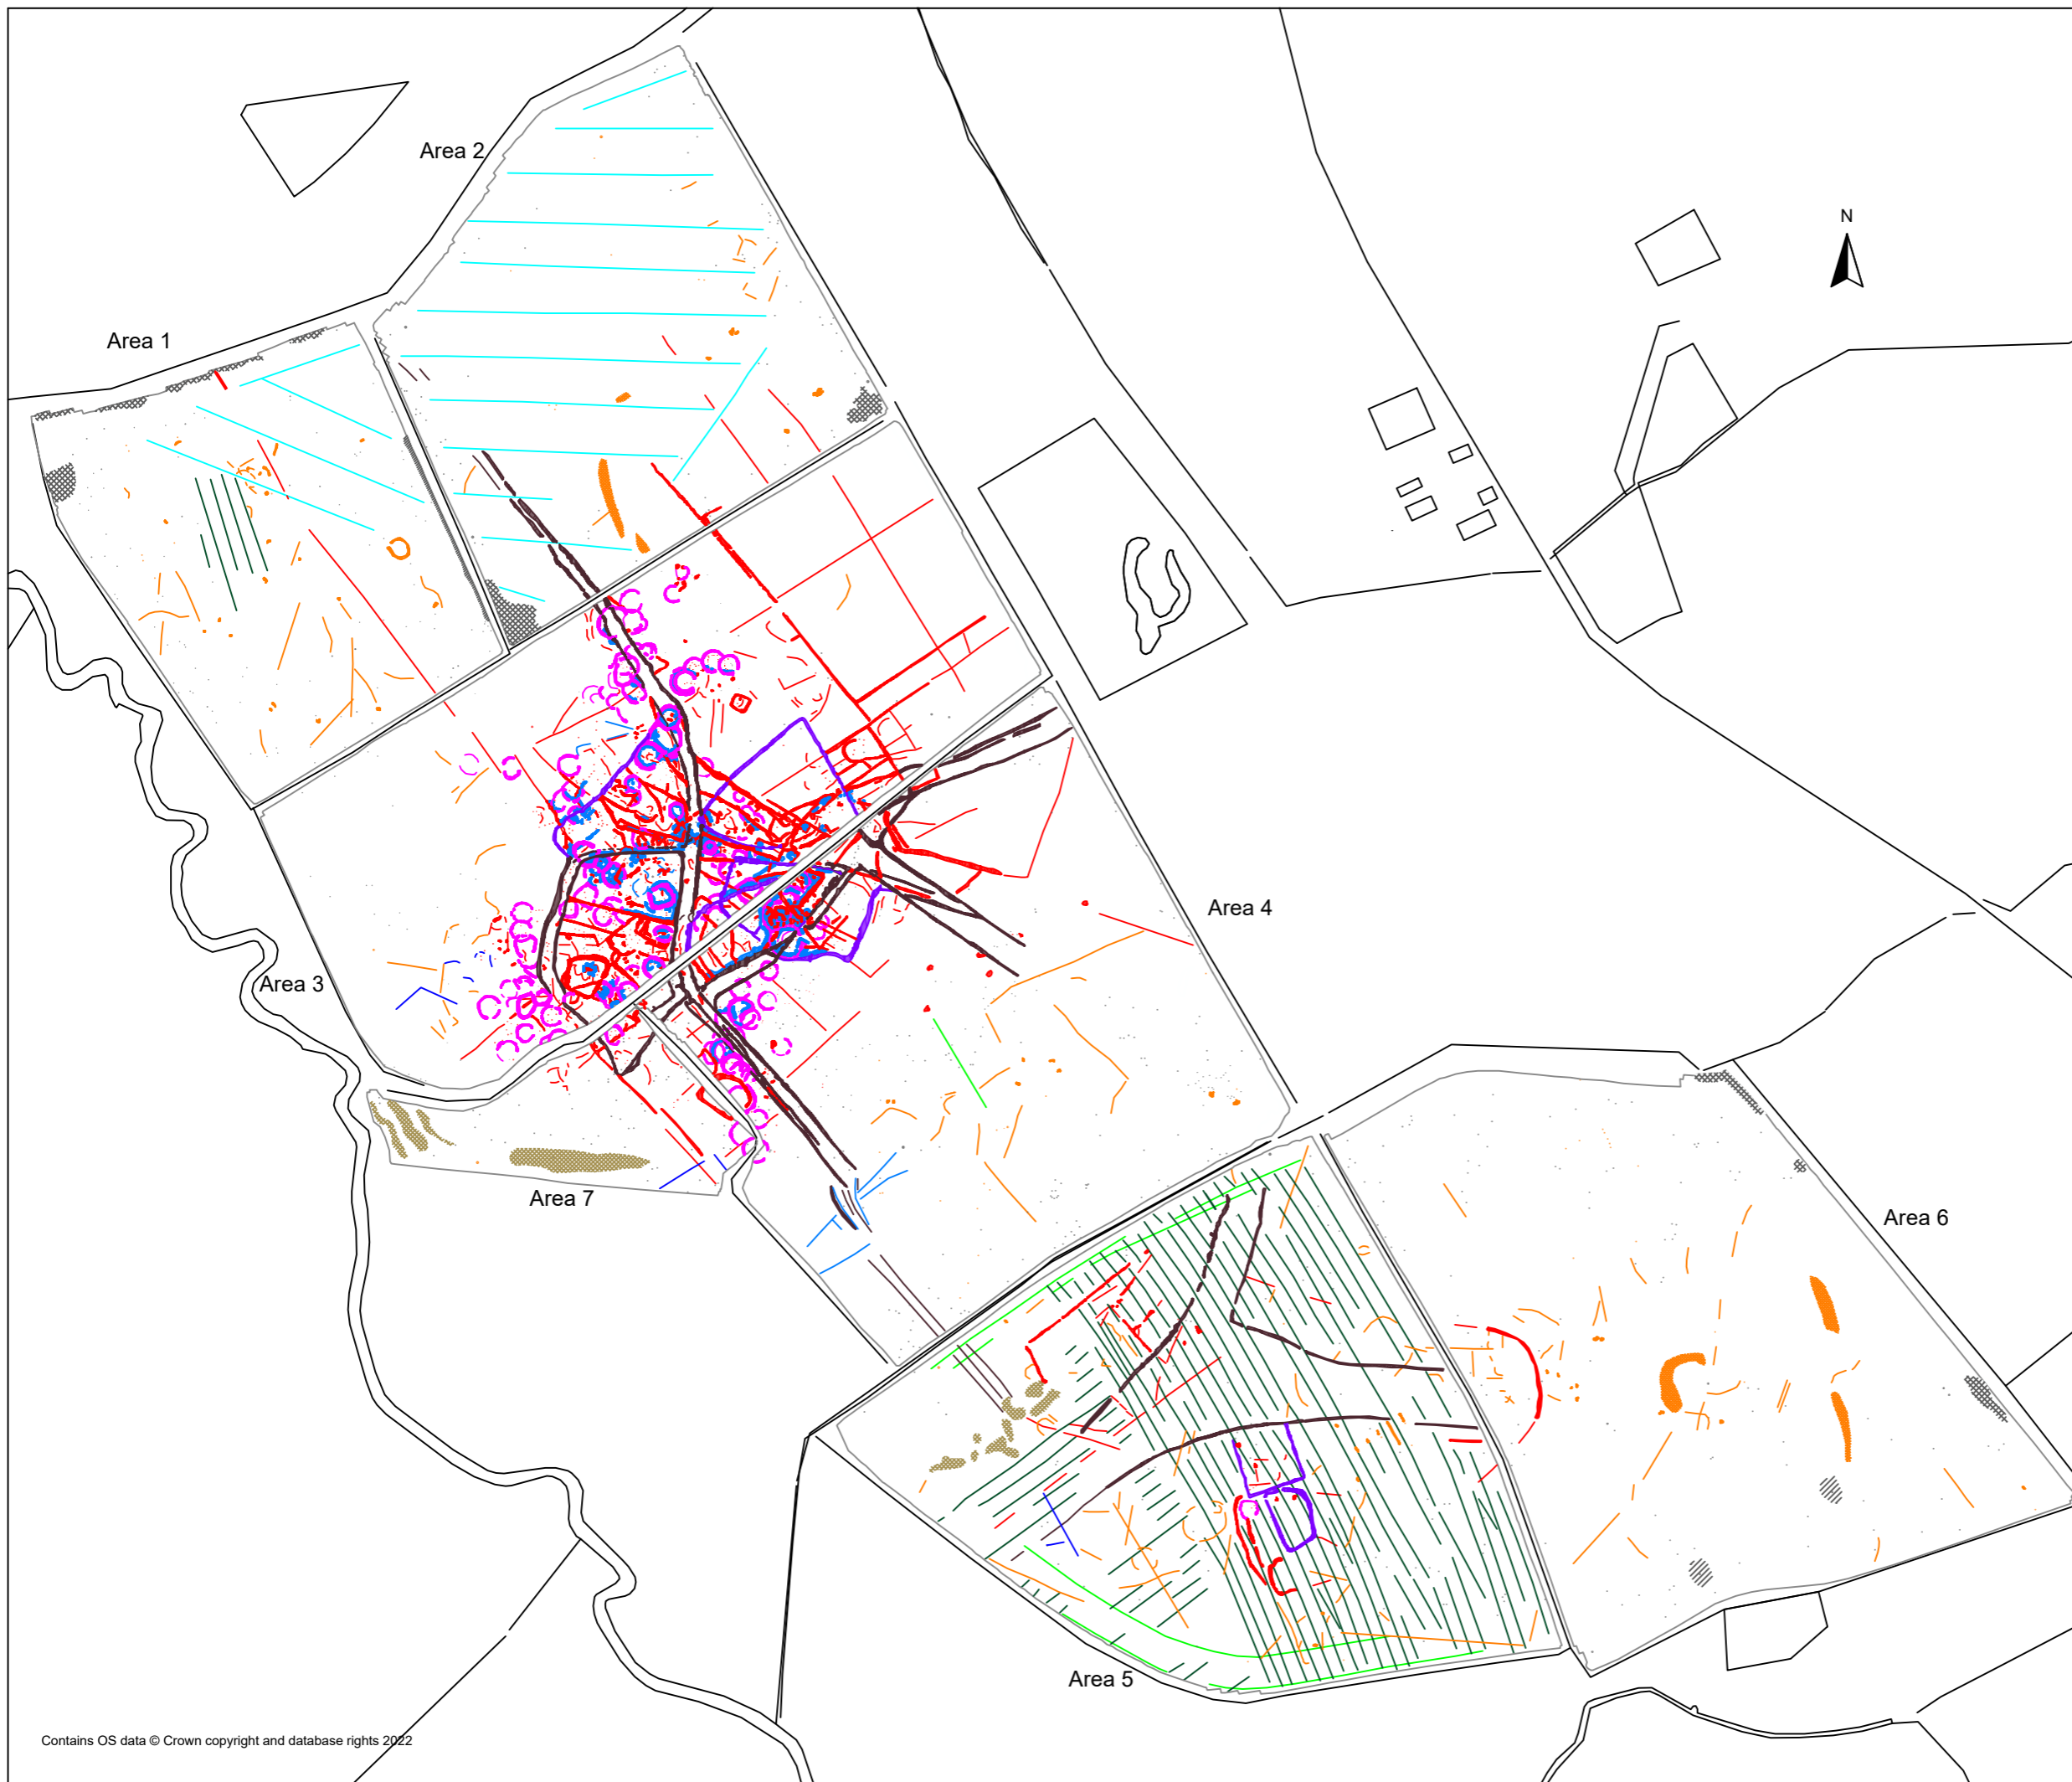 Area 2
N
Area 1
Area 4
Area 3
Area 7
Area 6
Area 5
Contains OS data © Crown copyright and database rights 2022